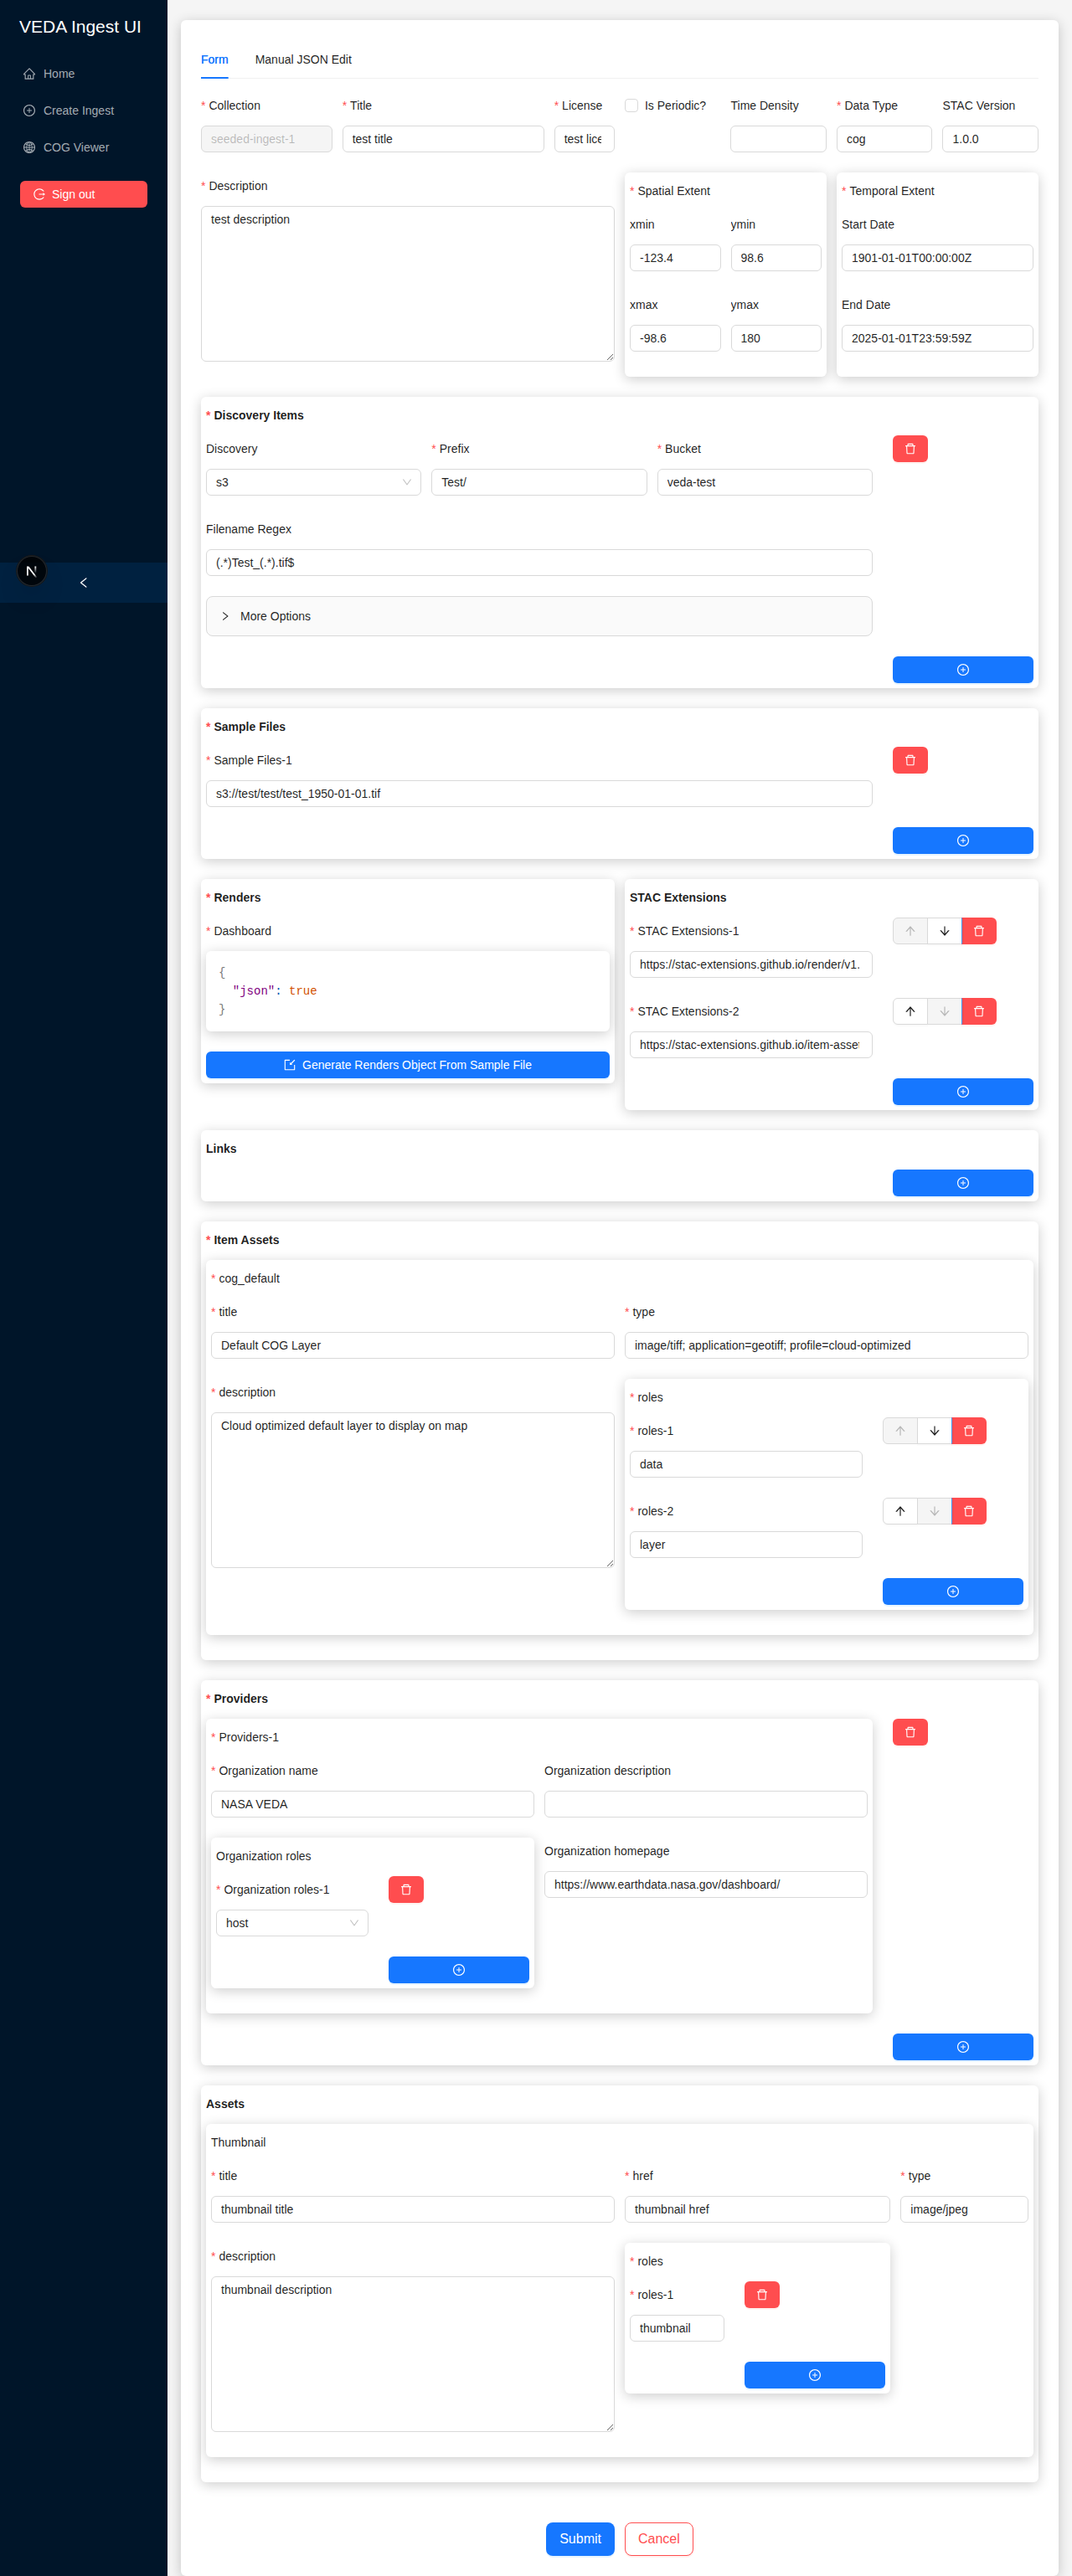 VEDA Ingest UI
Home
Create Ingest
COG Viewer
Sign out
Form Manual JSON Edit
* Collection * Title * License Is Periodic? Time Density * Data Type STAC Version
seeded-ingest-1 test title test lice cog 1.0.0
* Description
test description
* Spatial Extent
xmin ymin
-123.4 98.6
xmax ymax
-98.6 180
* Temporal Extent
Start Date
1901-01-01T00:00:00Z
End Date
2025-01-01T23:59:59Z
* Discovery Items
Discovery * Prefix * Bucket
s3 Test/ veda-test
Filename Regex
(.*)Test_(.*).tif$
More Options
* Sample Files
* Sample Files-1
s3://test/test/test_1950-01-01.tif
* Renders
* Dashboard
{
"json": true
}
Generate Renders Object From Sample File
STAC Extensions
* STAC Extensions-1
https://stac-extensions.github.io/render/v1.
* STAC Extensions-2
https://stac-extensions.github.io/item-asset
Links
* Item Assets
* cog_default
* title * type
Default COG Layer image/tiff; application=geotiff; profile=cloud-optimized
* description
Cloud optimized default layer to display on map
* roles
* roles-1
data
* roles-2
layer
* Providers
* Providers-1
* Organization name Organization description
NASA VEDA
Organization roles
* Organization roles-1
host
Organization homepage
https://www.earthdata.nasa.gov/dashboard/
Assets
Thumbnail
* title * href * type
thumbnail title thumbnail href image/jpeg
* description
thumbnail description
* roles
* roles-1
thumbnail
Submit Cancel